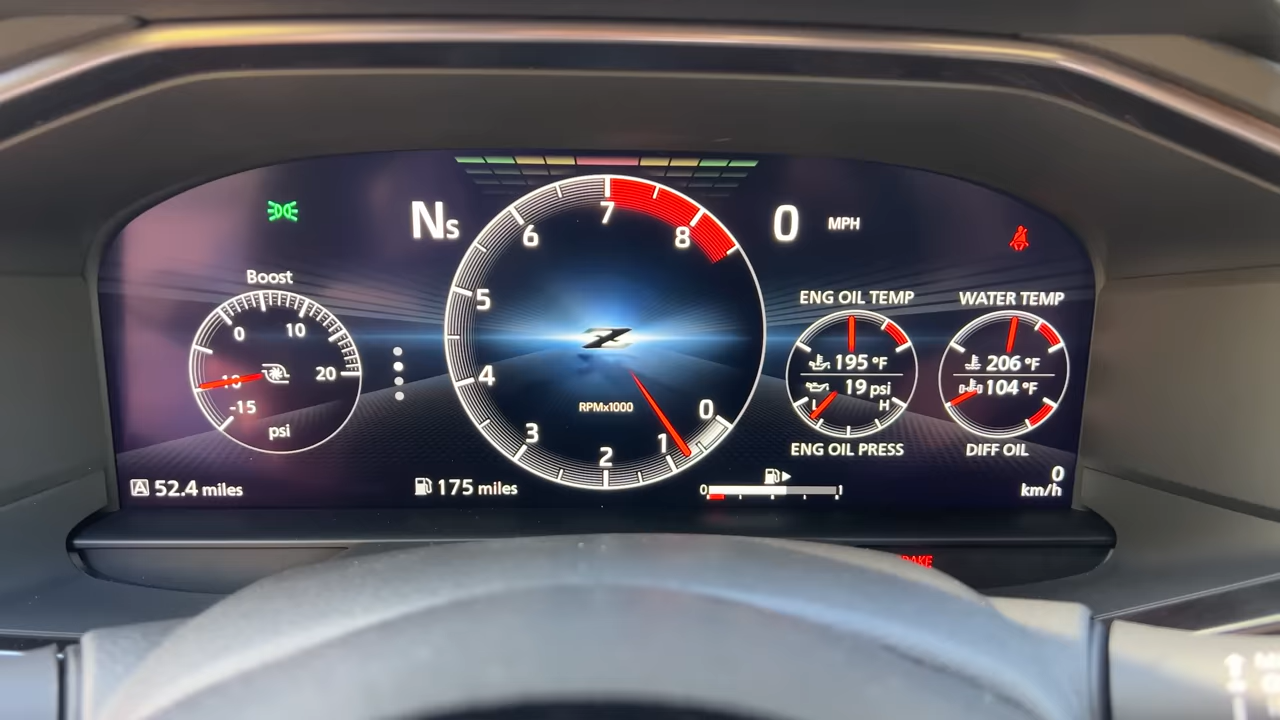 Ns
0 MPH
7
6
8
Boost
5
ENG OIL TEMP
WATER TEMP
0
10
195 °F
206 °F
-10
20
4
19 psi
104 °F
-15
RPMx1000
0
L
H
psi
3
1
2
ENG OIL PRESS
DIFF OIL
A 52.4 miles
175 miles
0
1
0
km/h